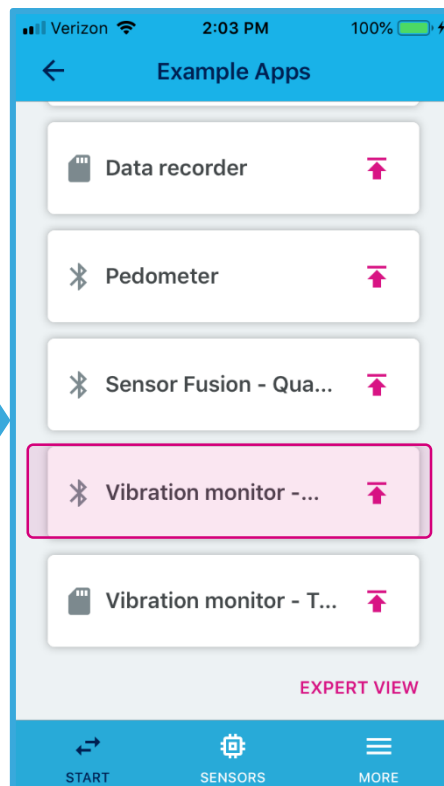 Verizon 2:03 PM 100%
Example Apps
Data recorder
Pedometer
Sensor Fusion - Qua...
Vibration monitor -...
Vibration monitor - T...
EXPERT VIEW
START SENSORS MORE